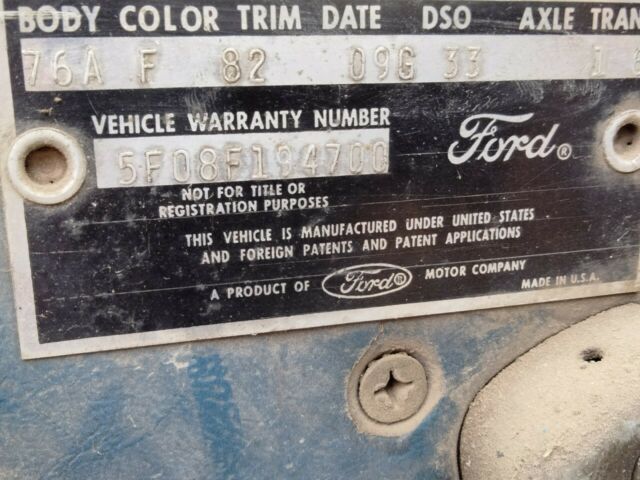 BODY COLOR TRIM DATE DSO AXLE TRAN
76A F 82 09G 33 1 6
VEHICLE WARRANTY NUMBER
5F08F194700
Ford®
NOT FOR TITLE OR
REGISTRATION PURPOSES
THIS VEHICLE IS MANUFACTURED UNDER UNITED STATES
AND FOREIGN PATENTS AND PATENT APPLICATIONS
A PRODUCT OF Ford® MOTOR COMPANY
MADE IN U.S.A.